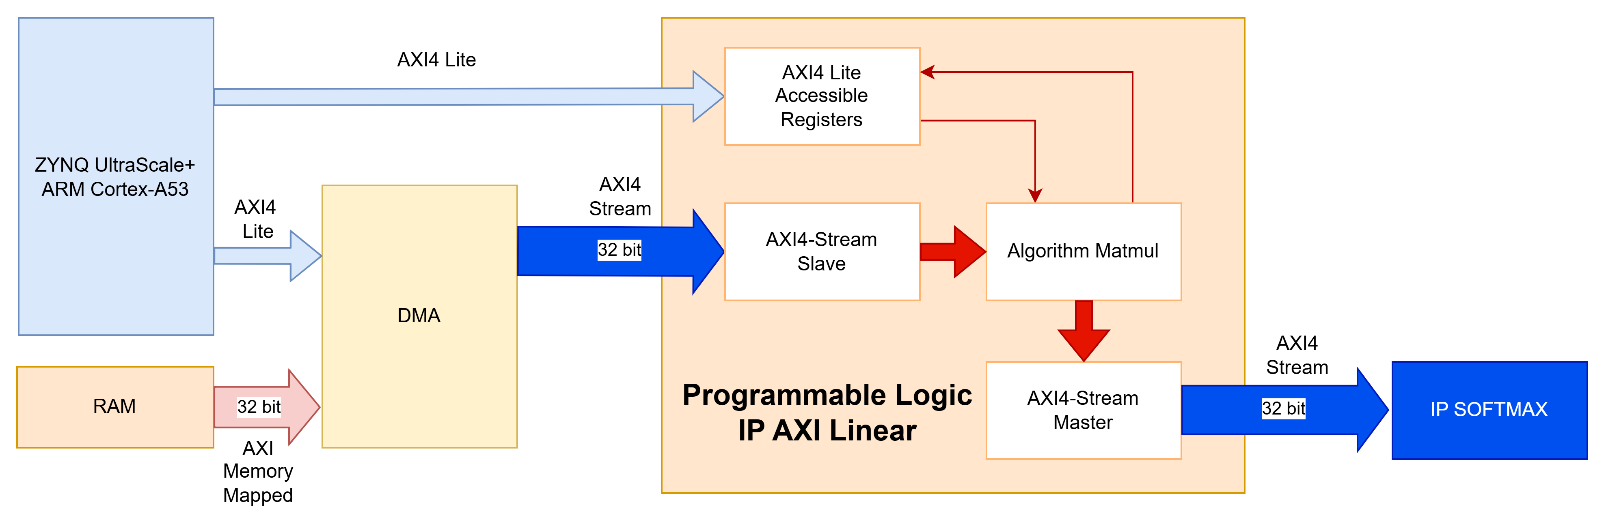 AXI4 Lite
AXI4 Lite
Accessible
Registers
ZYNQ UltraScale+
ARM Cortex-A53
AXI4
Lite
AXI4
Stream
32 bit
AXI4-Stream
Slave
Algorithm Matmul
DMA
RAM
32 bit
AXI
Memory
Mapped
Programmable Logic
IP AXI Linear
AXI4-Stream
Master
AXI4
Stream
32 bit
IP SOFTMAX